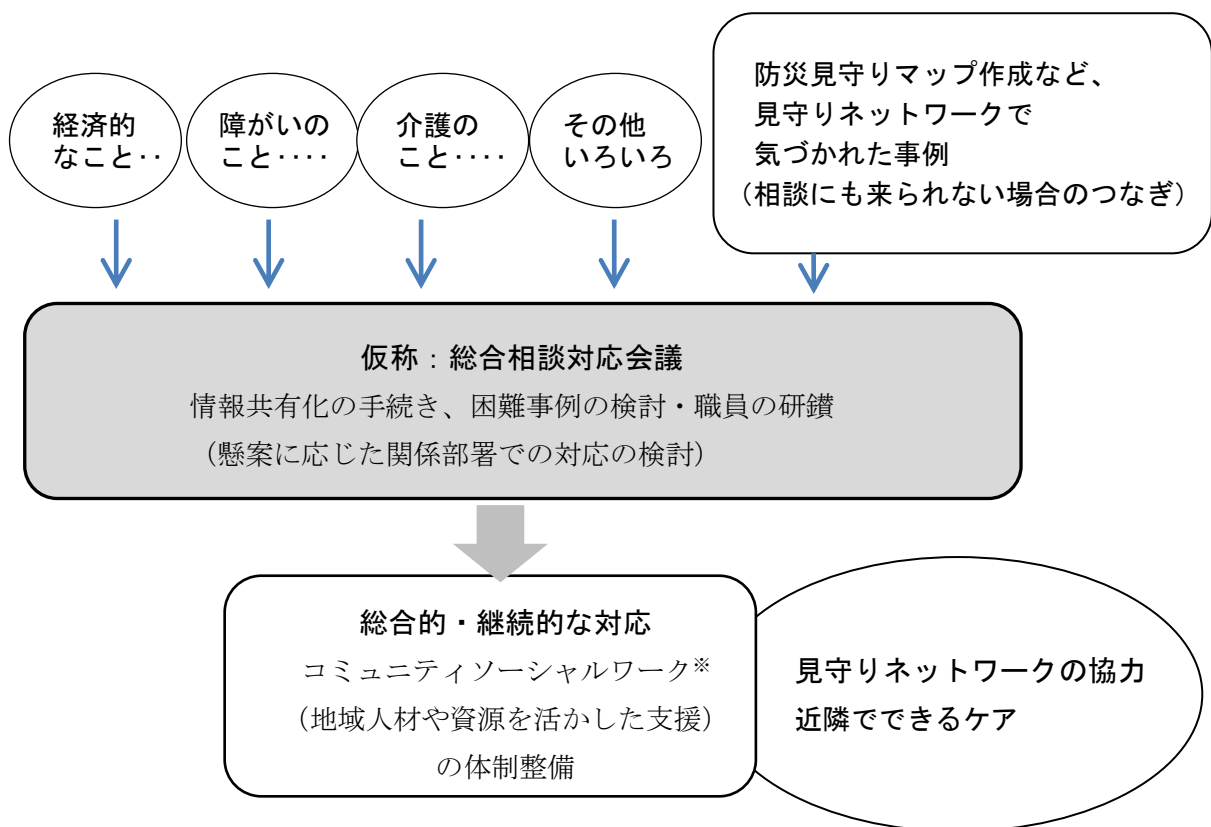 経済的
なこと‥
障がいの
こと‥‥
介護の
こと‥‥
その他
いろいろ
防災見守りマップ作成など、
見守りネットワークで
気づかれた事例
（相談にも来られない場合のつなぎ）
仮称：総合相談対応会議
情報共有化の手続き、困難事例の検討・職員の研鑚
（懸案に応じた関係部署での対応の検討）
総合的・継続的な対応
コミュニティソーシャルワーク※
（地域人材や資源を活かした支援）
の体制整備
見守りネットワークの協力
近隣でできるケア